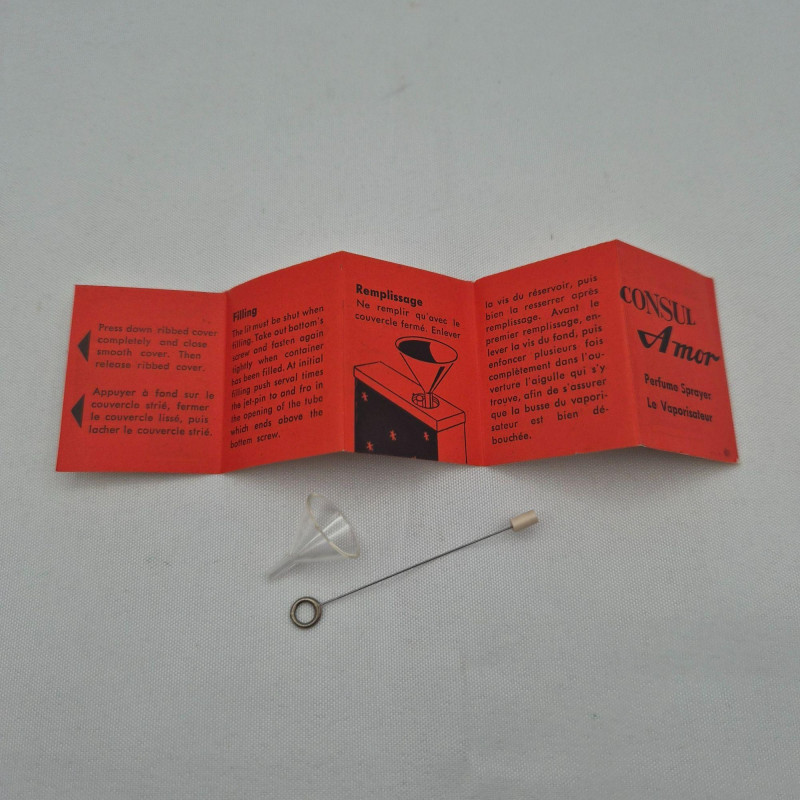 Press down ribbed cover
completely and close
smooth cover. Then
release ribbed cover.
Appuyer à fond sur le
couvercle strié, fermer
le couvercle lissé, puis
lacher le couvercle strié.
Filling
The lit must be shut when
filling. Take out bottom's
screw and fasten again
tightly when container
has been filled. At initial
filling push serval times
the jet-pin to and fro in
the opening of the tube
which ends above the
bottom screw.
Remplissage
Ne remplir qu'avec le
couvercle fermé. Enlever
la vis du réservoir, puis
bien la resserrer après
remplissage. Avant le
premier remplissage, en-
lever la vis du fond, puis
enfoncer plusieurs fois
complètement dans l'ou-
verture l'aigulle qui s'y
trouve, afin de s'assurer
que la busse du vapori-
sateur est bien dé-
bouchée.
CONSUL
Amor
Perfume Sprayer
Le Vaporisateur